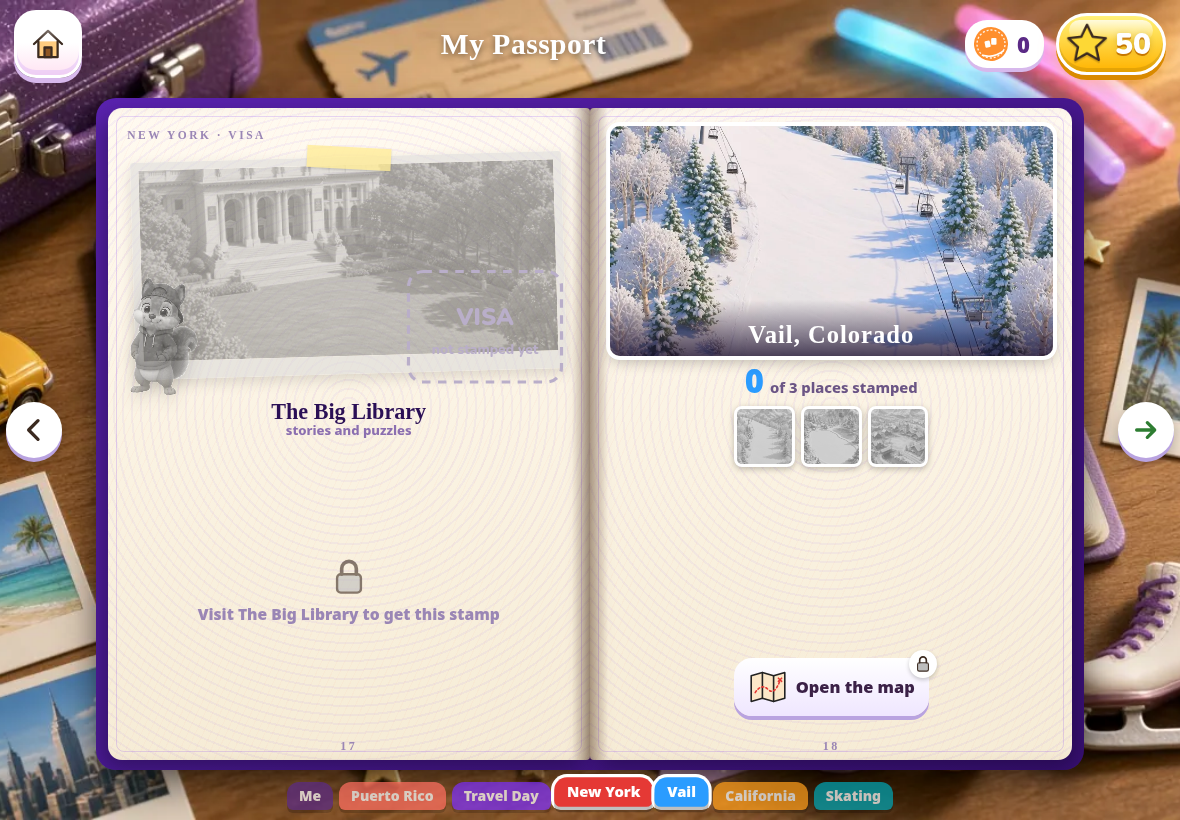 My Passport
0
50
NEW YORK · VISA
VISA
not stamped yet
The Big Library
stories and puzzles
Visit The Big Library to get this stamp
17
Vail, Colorado
0 of 3 places stamped
Open the map
18
Me
Puerto Rico
Travel Day
New York
Vail
California
Skating